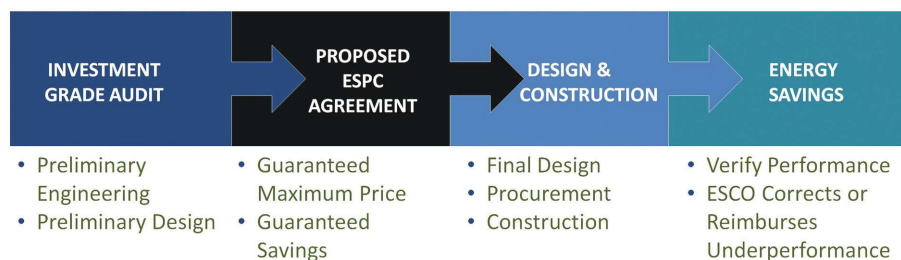 INVESTMENT
GRADE AUDIT
PROPOSED
ESPC
AGREEMENT
DESIGN &
CONSTRUCTION
ENERGY
SAVINGS
• Preliminary
Engineering
• Preliminary Design
• Guaranteed
Maximum Price
• Guaranteed
Savings
• Final Design
• Procurement
• Construction
• Verify Performance
• ESCO Corrects or
Reimburses
Underperformance